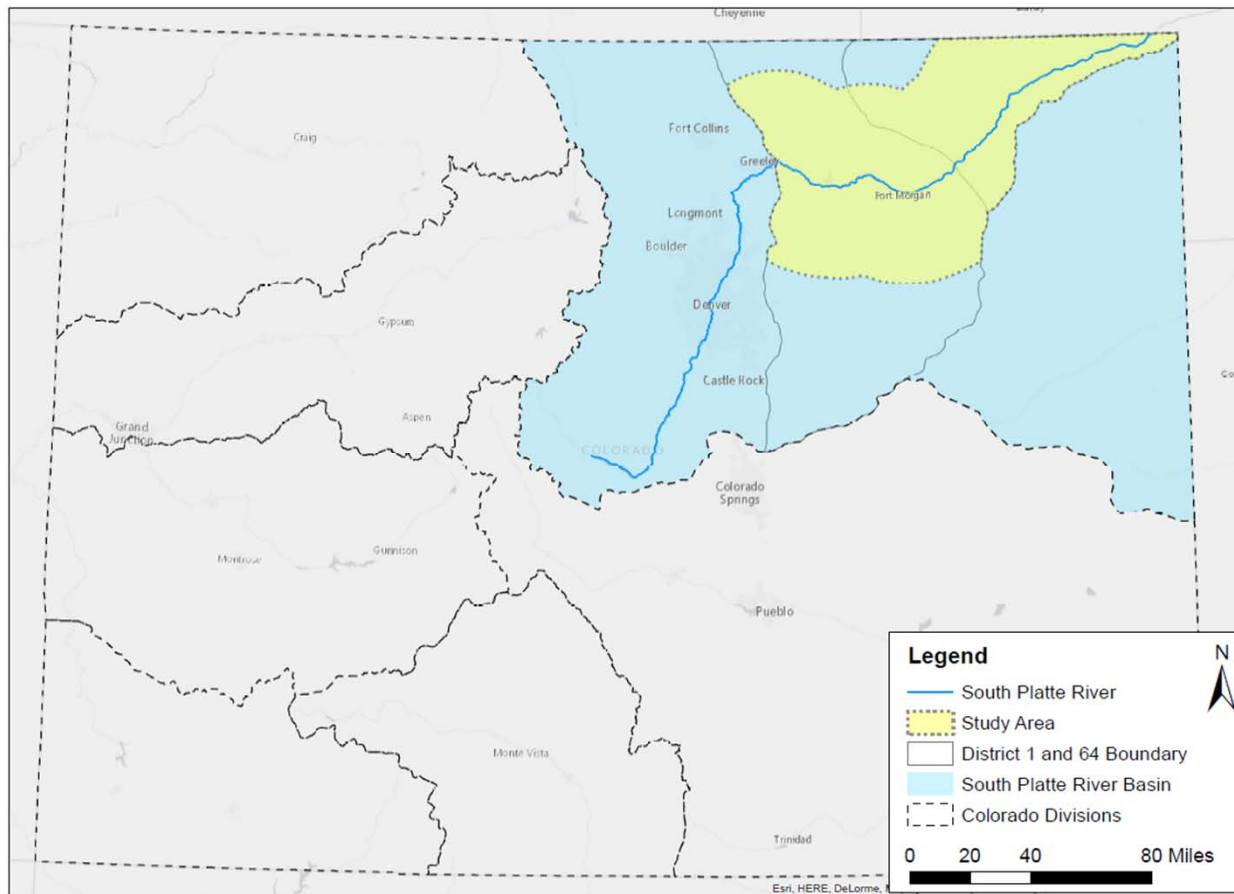 Cheyenne
Craig
Fort Collins
Greeley
Fort Morgan
Longmont
Boulder
Denver
Gypsum
Castle Rock
Aspen
Grand
Junction
COLORADO
Colorado
Springs
Gunnison
Montrose
Pueblo
Monte Vista
Trinidad
Legend
N
South Platte River
Study Area
District 1 and 64 Boundary
South Platte River Basin
Colorado Divisions
0 20 40 80 Miles
Esri, HERE, DeLorme,